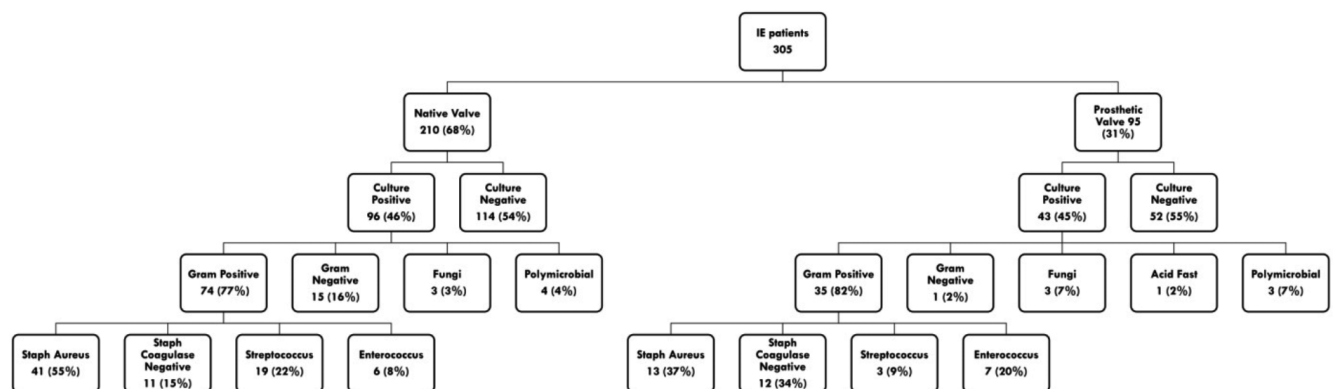 IE patients
305
Native Valve
210 (68%)
Prosthetic
Valve 95
(31%)
Culture
Positive
96 (46%)
Culture
Negative
114 (54%)
Culture
Positive
43 (45%)
Culture
Negative
52 (55%)
Gram Positive
74 (77%)
Gram
Negative
15 (16%)
Fungi
3 (3%)
Polymicrobial
4 (4%)
Gram Positive
35 (82%)
Gram
Negative
1 (2%)
Fungi
3 (7%)
Acid Fast
1 (2%)
Polymicrobial
3 (7%)
Staph Aureus
41 (55%)
Staph
Coagulase
Negative
11 (15%)
Streptococcus
19 (22%)
Enterococcus
6 (8%)
Staph Aureus
13 (37%)
Staph
Coagulase
Negative
12 (34%)
Streptococcus
3 (9%)
Enterococcus
7 (20%)